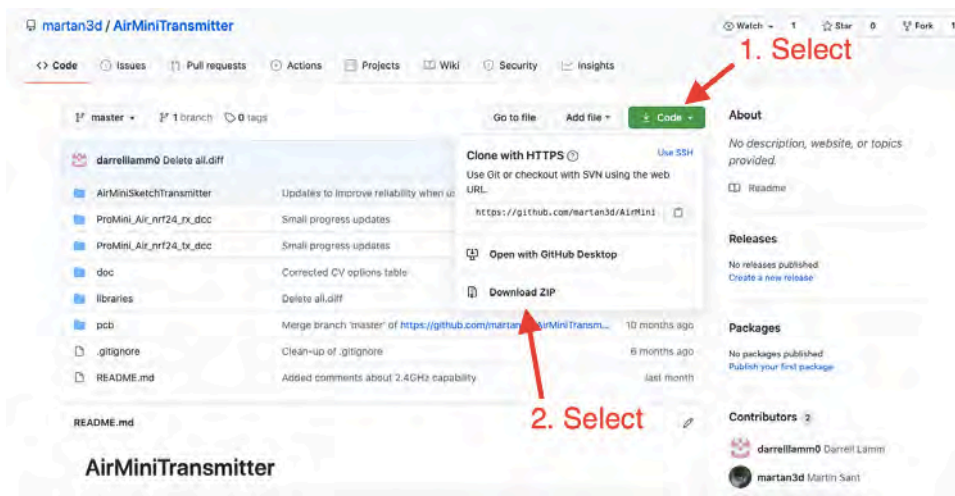 martan3d / AirMiniTransmitter
Watch 1 Star 0 Fork 1
1. Select
Code Issues Pull requests Actions Projects Wiki Security Insights
master 1 branch 0 tags Go to file Add file Code
About
No description, website, or topics
provided.
Readme
darrelllamm0 Delete all.diff
Clone with HTTPS Use SSH
Use Git or checkout with SVN using the web
URL.
https://github.com/martan3d/AirMini
Open with GitHub Desktop
Download ZIP
AirMiniSketchTransmitter Updates to improve reliability when us
ProMini_Air_nrf24_rx_dcc Small progress updates
ProMini_Air_nrf24_tx_dcc Small progress updates
doc Corrected CV options table
libraries Delete all.diff
pcb Merge branch 'master' of https://github.com/martan AirMiniTransm... 10 months ago
.gitignore Clean-up of .gitignore 6 months ago
README.md Added comments about 2.4GHz capability last month
Releases
No releases published
Create a new release
Packages
No packages published
Publish your first package
2. Select
README.md
AirMiniTransmitter
Contributors 2
darrelllamm0 Darrell Lamm
martan3d Martin Sant